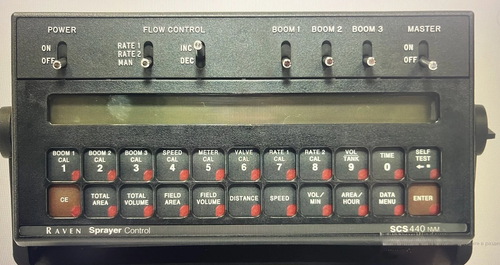 POWER FLOW CONTROL BOOM 1 BOOM 2 BOOM 3 MASTER
ON RATE 1 INC ON
RATE 2
OFF MAN DEC OFF
BOOM 1 CAL 1
BOOM 2 CAL 2
BOOM 3 CAL 3
SPEED CAL 4
METER CAL 5
VALVE CAL 6
RATE 1 CAL 7
RATE 2 CAL 8
VOL TANK 9
TIME 0
SELF TEST ←•
CE
TOTAL AREA
TOTAL VOLUME
FIELD AREA
FIELD VOLUME
DISTANCE
SPEED
VOL/ MIN
AREA/ HOUR
DATA MENU
ENTER
RAVEN Sprayer Control SCS 440 NVM